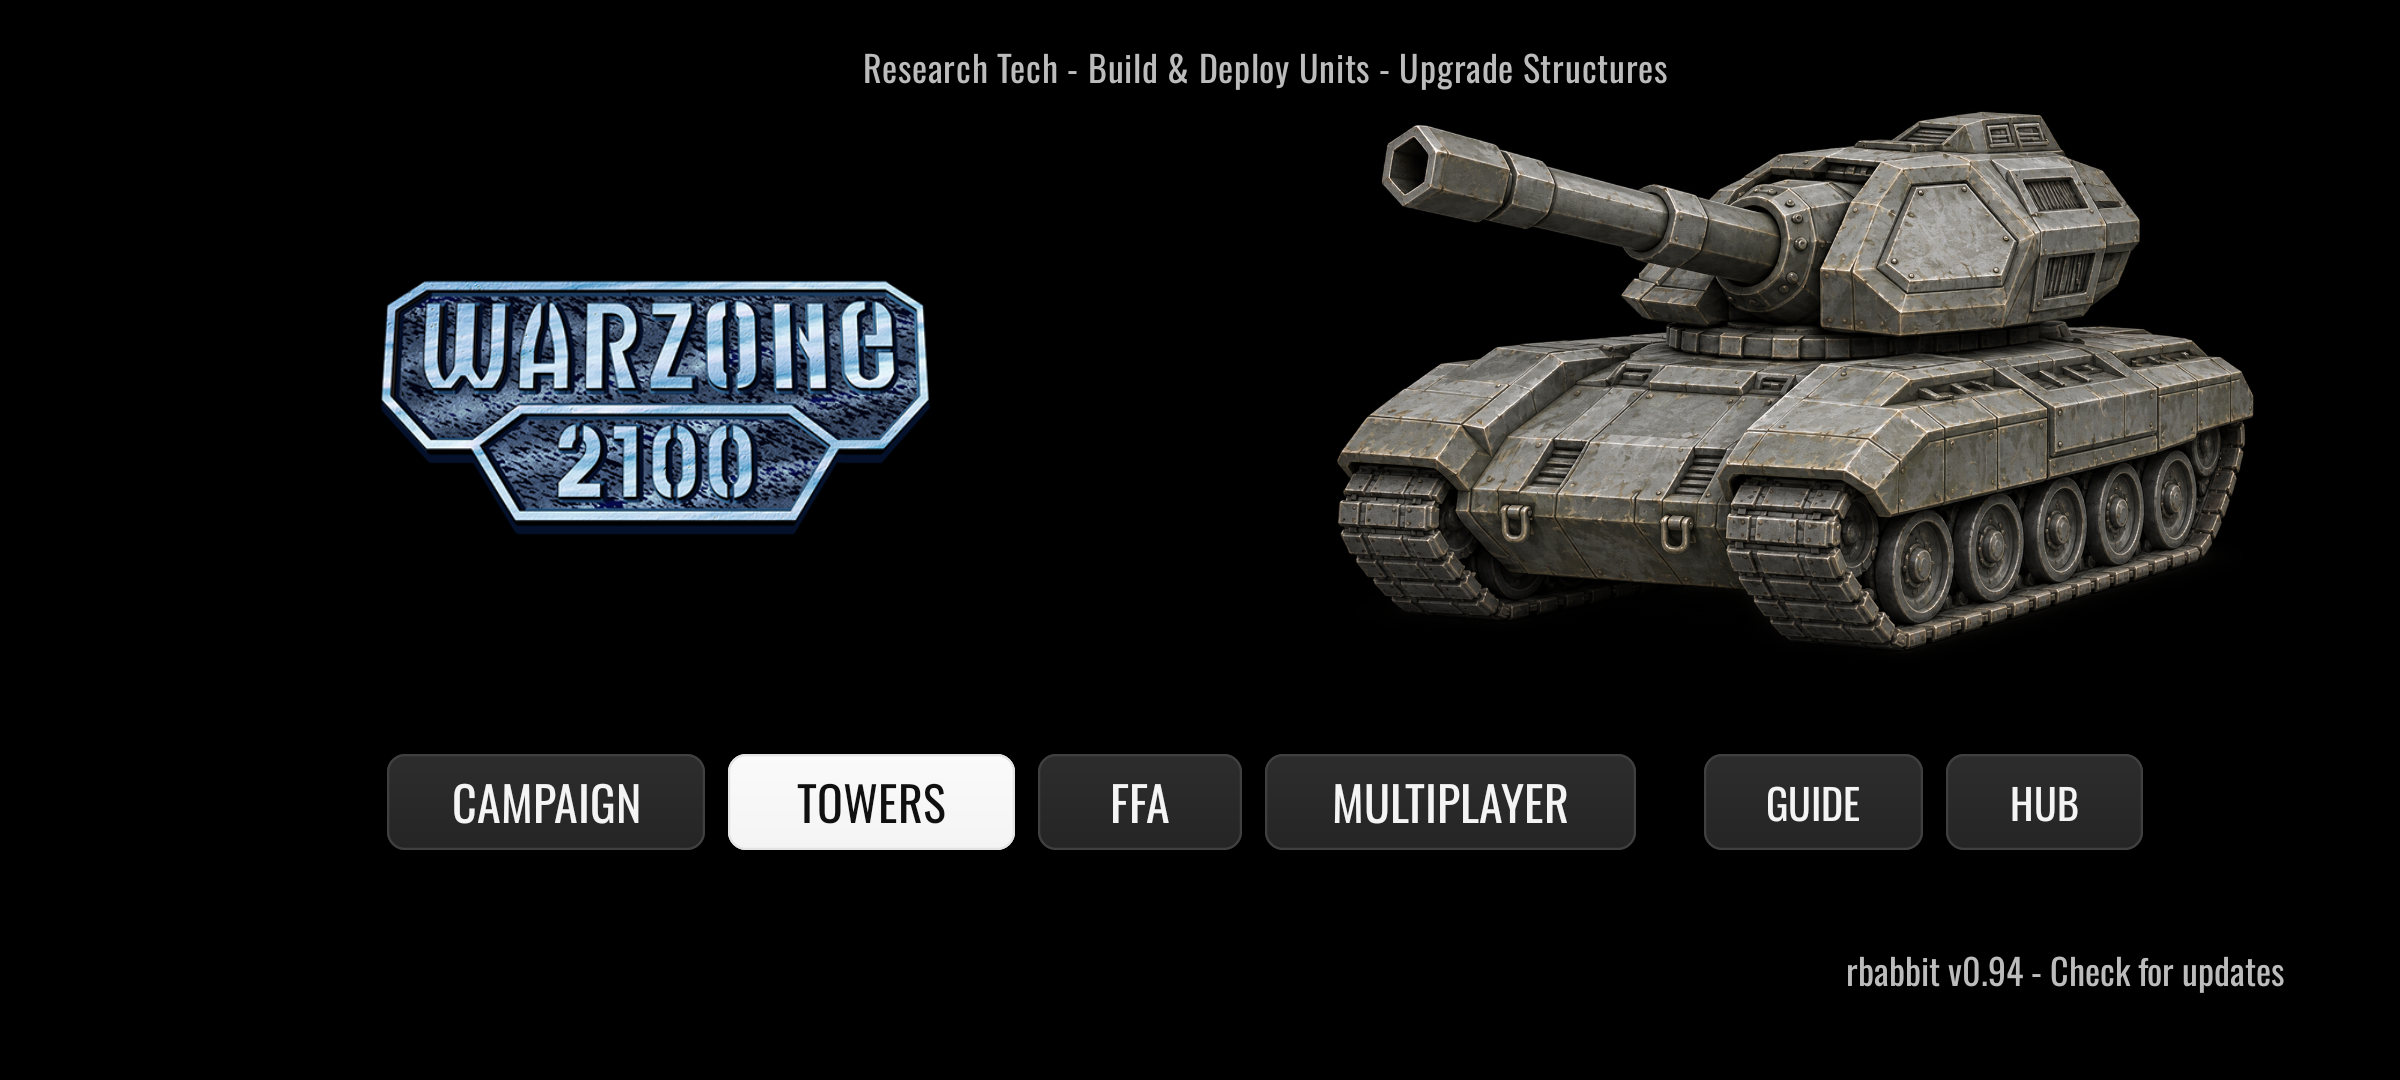 Research Tech - Build & Deploy Units - Upgrade Structures
WARZONE
2100
CAMPAIGN
TOWERS
FFA
MULTIPLAYER
GUIDE
HUB
rbabbit v0.94 - Check for updates